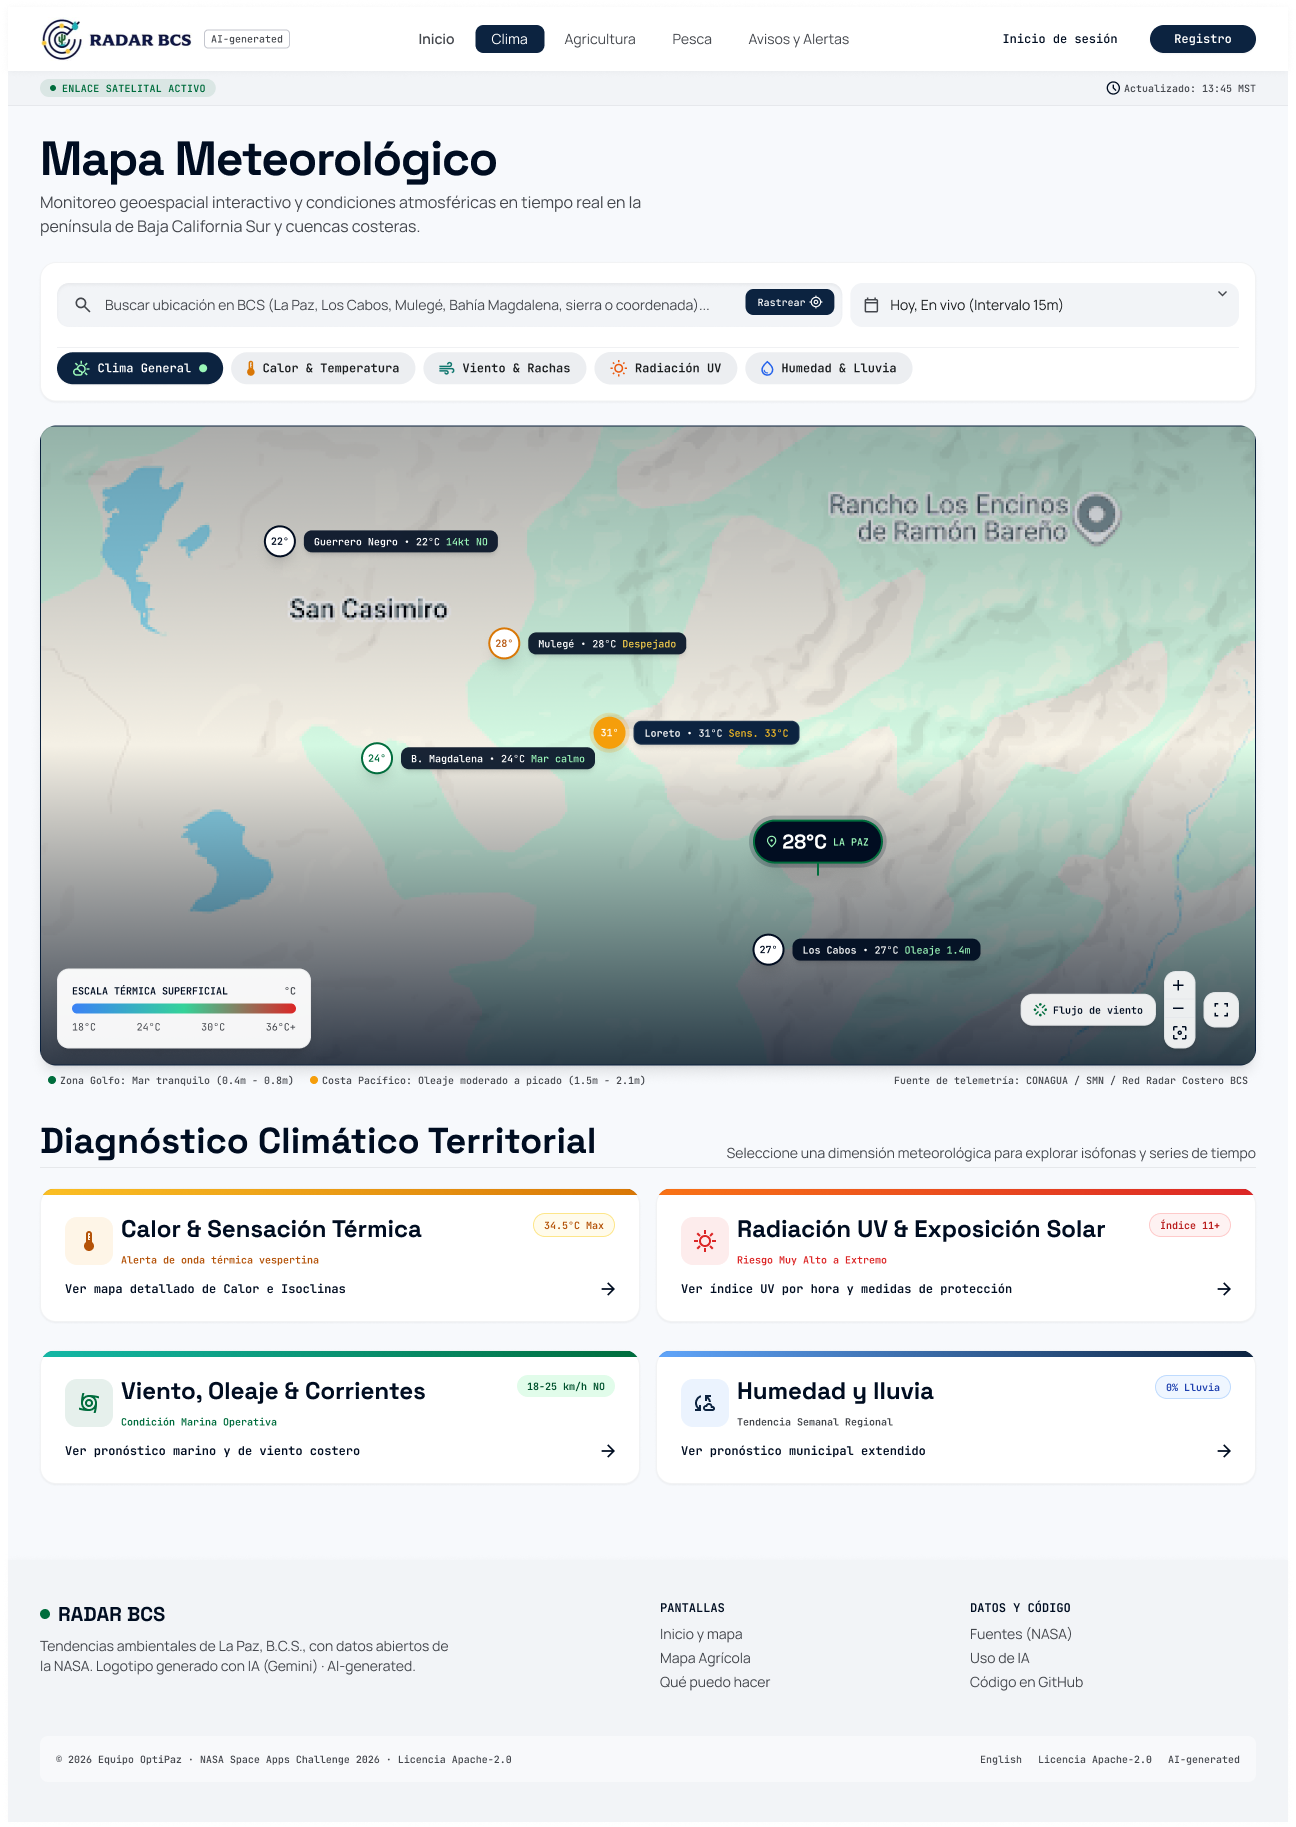 RADAR BCS
AI-generated
Inicio
Clima
Agricultura
Pesca
Avisos y Alertas
Inicio de sesión
Registro
ENLACE SATELITAL ACTIVO
Actualizado: 13:45 MST
Mapa Meteorológico
Monitoreo geoespacial interactivo y condiciones atmosféricas en tiempo real en la
península de Baja California Sur y cuencas costeras.
Buscar ubicación en BCS (La Paz, Los Cabos, Mulegé, Bahía Magdalena, sierra o coordenada)...
Rastrear
Hoy, En vivo (Intervalo 15m)
Clima General
Calor & Temperatura
Viento & Rachas
Radiación UV
Humedad & Lluvia
Rancho Los Encinos
de Ramón Bareño
22°
Guerrero Negro • 22°C 14kt NO
San Casimiro
28°
Mulegé • 28°C Despejado
31°
Loreto • 31°C Sens. 33°C
24°
B. Magdalena • 24°C Mar calmo
28°C LA PAZ
27°
Los Cabos • 27°C Oleaje 1.4m
ESCALA TÉRMICA SUPERFICIAL °C
18°C 24°C 30°C 36°C+
Flujo de viento
Zona Golfo: Mar tranquilo (0.4m - 0.8m)
Costa Pacífico: Oleaje moderado a picado (1.5m - 2.1m)
Fuente de telemetría: CONAGUA / SMN / Red Radar Costero BCS
Diagnóstico Climático Territorial
Seleccione una dimensión meteorológica para explorar isófonas y series de tiempo
Calor & Sensación Térmica
34.5°C Max
Alerta de onda térmica vespertina
Ver mapa detallado de Calor e Isoclinas
Radiación UV & Exposición Solar
Índice 11+
Riesgo Muy Alto a Extremo
Ver índice UV por hora y medidas de protección
Viento, Oleaje & Corrientes
18-25 km/h NO
Condición Marina Operativa
Ver pronóstico marino y de viento costero
Humedad y lluvia
0% Lluvia
Tendencia Semanal Regional
Ver pronóstico municipal extendido
RADAR BCS
Tendencias ambientales de La Paz, B.C.S., con datos abiertos de
la NASA. Logotipo generado con IA (Gemini) · AI-generated.
PANTALLAS
Inicio y mapa
Mapa Agrícola
Qué puedo hacer
DATOS Y CÓDIGO
Fuentes (NASA)
Uso de IA
Código en GitHub
© 2026 Equipo OptiPaz · NASA Space Apps Challenge 2026 · Licencia Apache-2.0
English
Licencia Apache-2.0
AI-generated